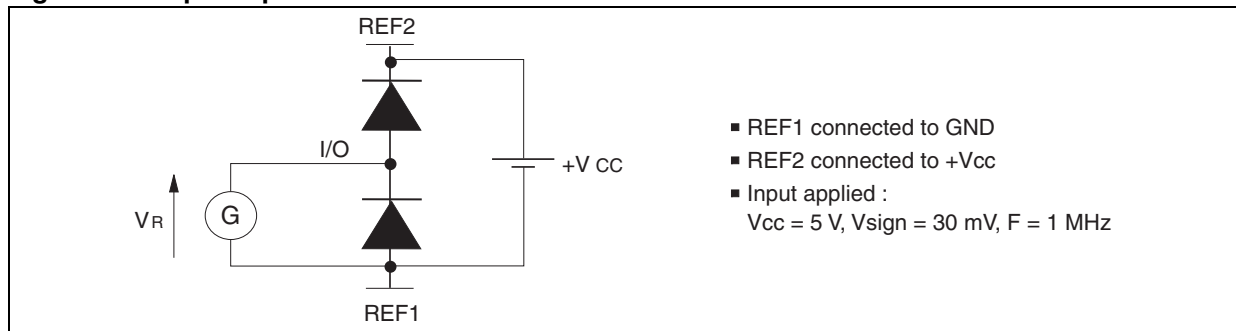 REF2
I/O
+V CC
VR
G
REF1
▪ REF1 connected to GND
▪ REF2 connected to +Vcc
▪ Input applied :
Vcc = 5 V, Vsign = 30 mV, F = 1 MHz